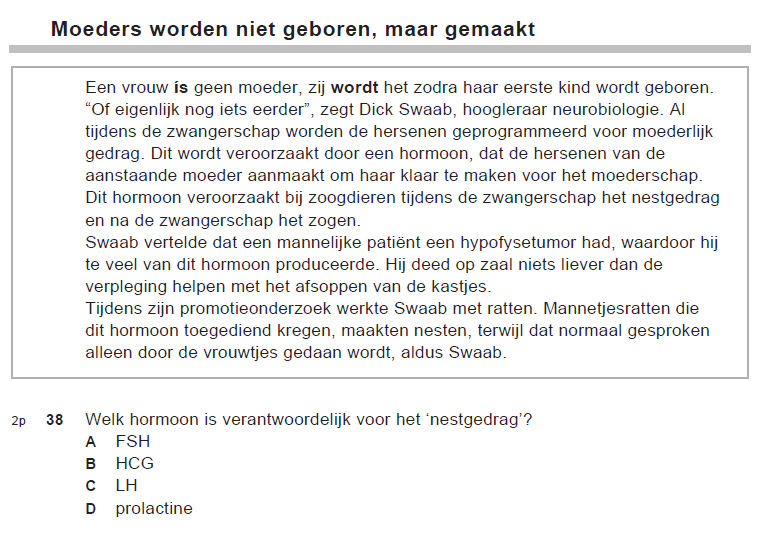 Moeders worden niet geboren, maar gemaakt
Een vrouw ís geen moeder, zij wordt het zodra haar eerste kind wordt geboren.
“Of eigenlijk nog iets eerder”, zegt Dick Swaab, hoogleraar neurobiologie. Al
tijdens de zwangerschap worden de hersenen geprogrammeerd voor moederlijk
gedrag. Dit wordt veroorzaakt door een hormoon, dat de hersenen van de
aanstaande moeder aanmaakt om haar klaar te maken voor het moederschap.
Dit hormoon veroorzaakt bij zoogdieren tijdens de zwangerschap het nestgedrag
en na de zwangerschap het zogen.
Swaab vertelde dat een mannelijke patiënt een hypofysetumor had, waardoor hij
te veel van dit hormoon produceerde. Hij deed op zaal niets liever dan de
verpleging helpen met het afsoppen van de kastjes.
Tijdens zijn promotieonderzoek werkte Swaab met ratten. Mannetjesratten die
dit hormoon toegediend kregen, maakten nesten, terwijl dat normaal gesproken
alleen door de vrouwtjes gedaan wordt, aldus Swaab.
2p 38 Welk hormoon is verantwoordelijk voor het ‘nestgedrag’?
A FSH
B HCG
C LH
D prolactine